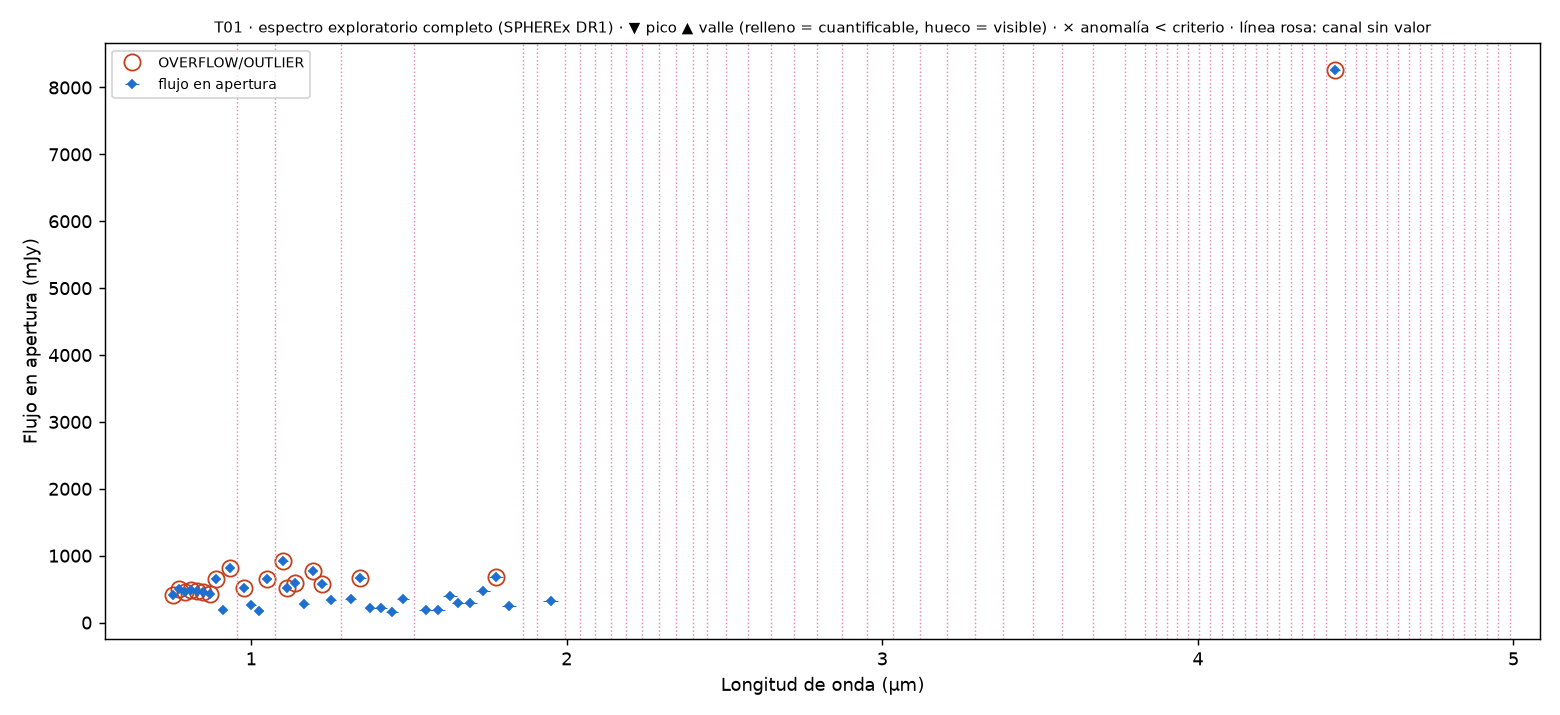 T01 · espectro exploratorio completo (SPHEREx DR1) · ▼ pico ▲ valle (relleno = cuantificable, hueco = visible) · × anomalía < criterio · línea rosa: canal sin valor
OVERFLOW/OUTLIER
flujo en apertura
Flujo en apertura (mJy)
8000
7000
6000
5000
4000
3000
2000
1000
0
1 2 3 4 5
Longitud de onda (µm)